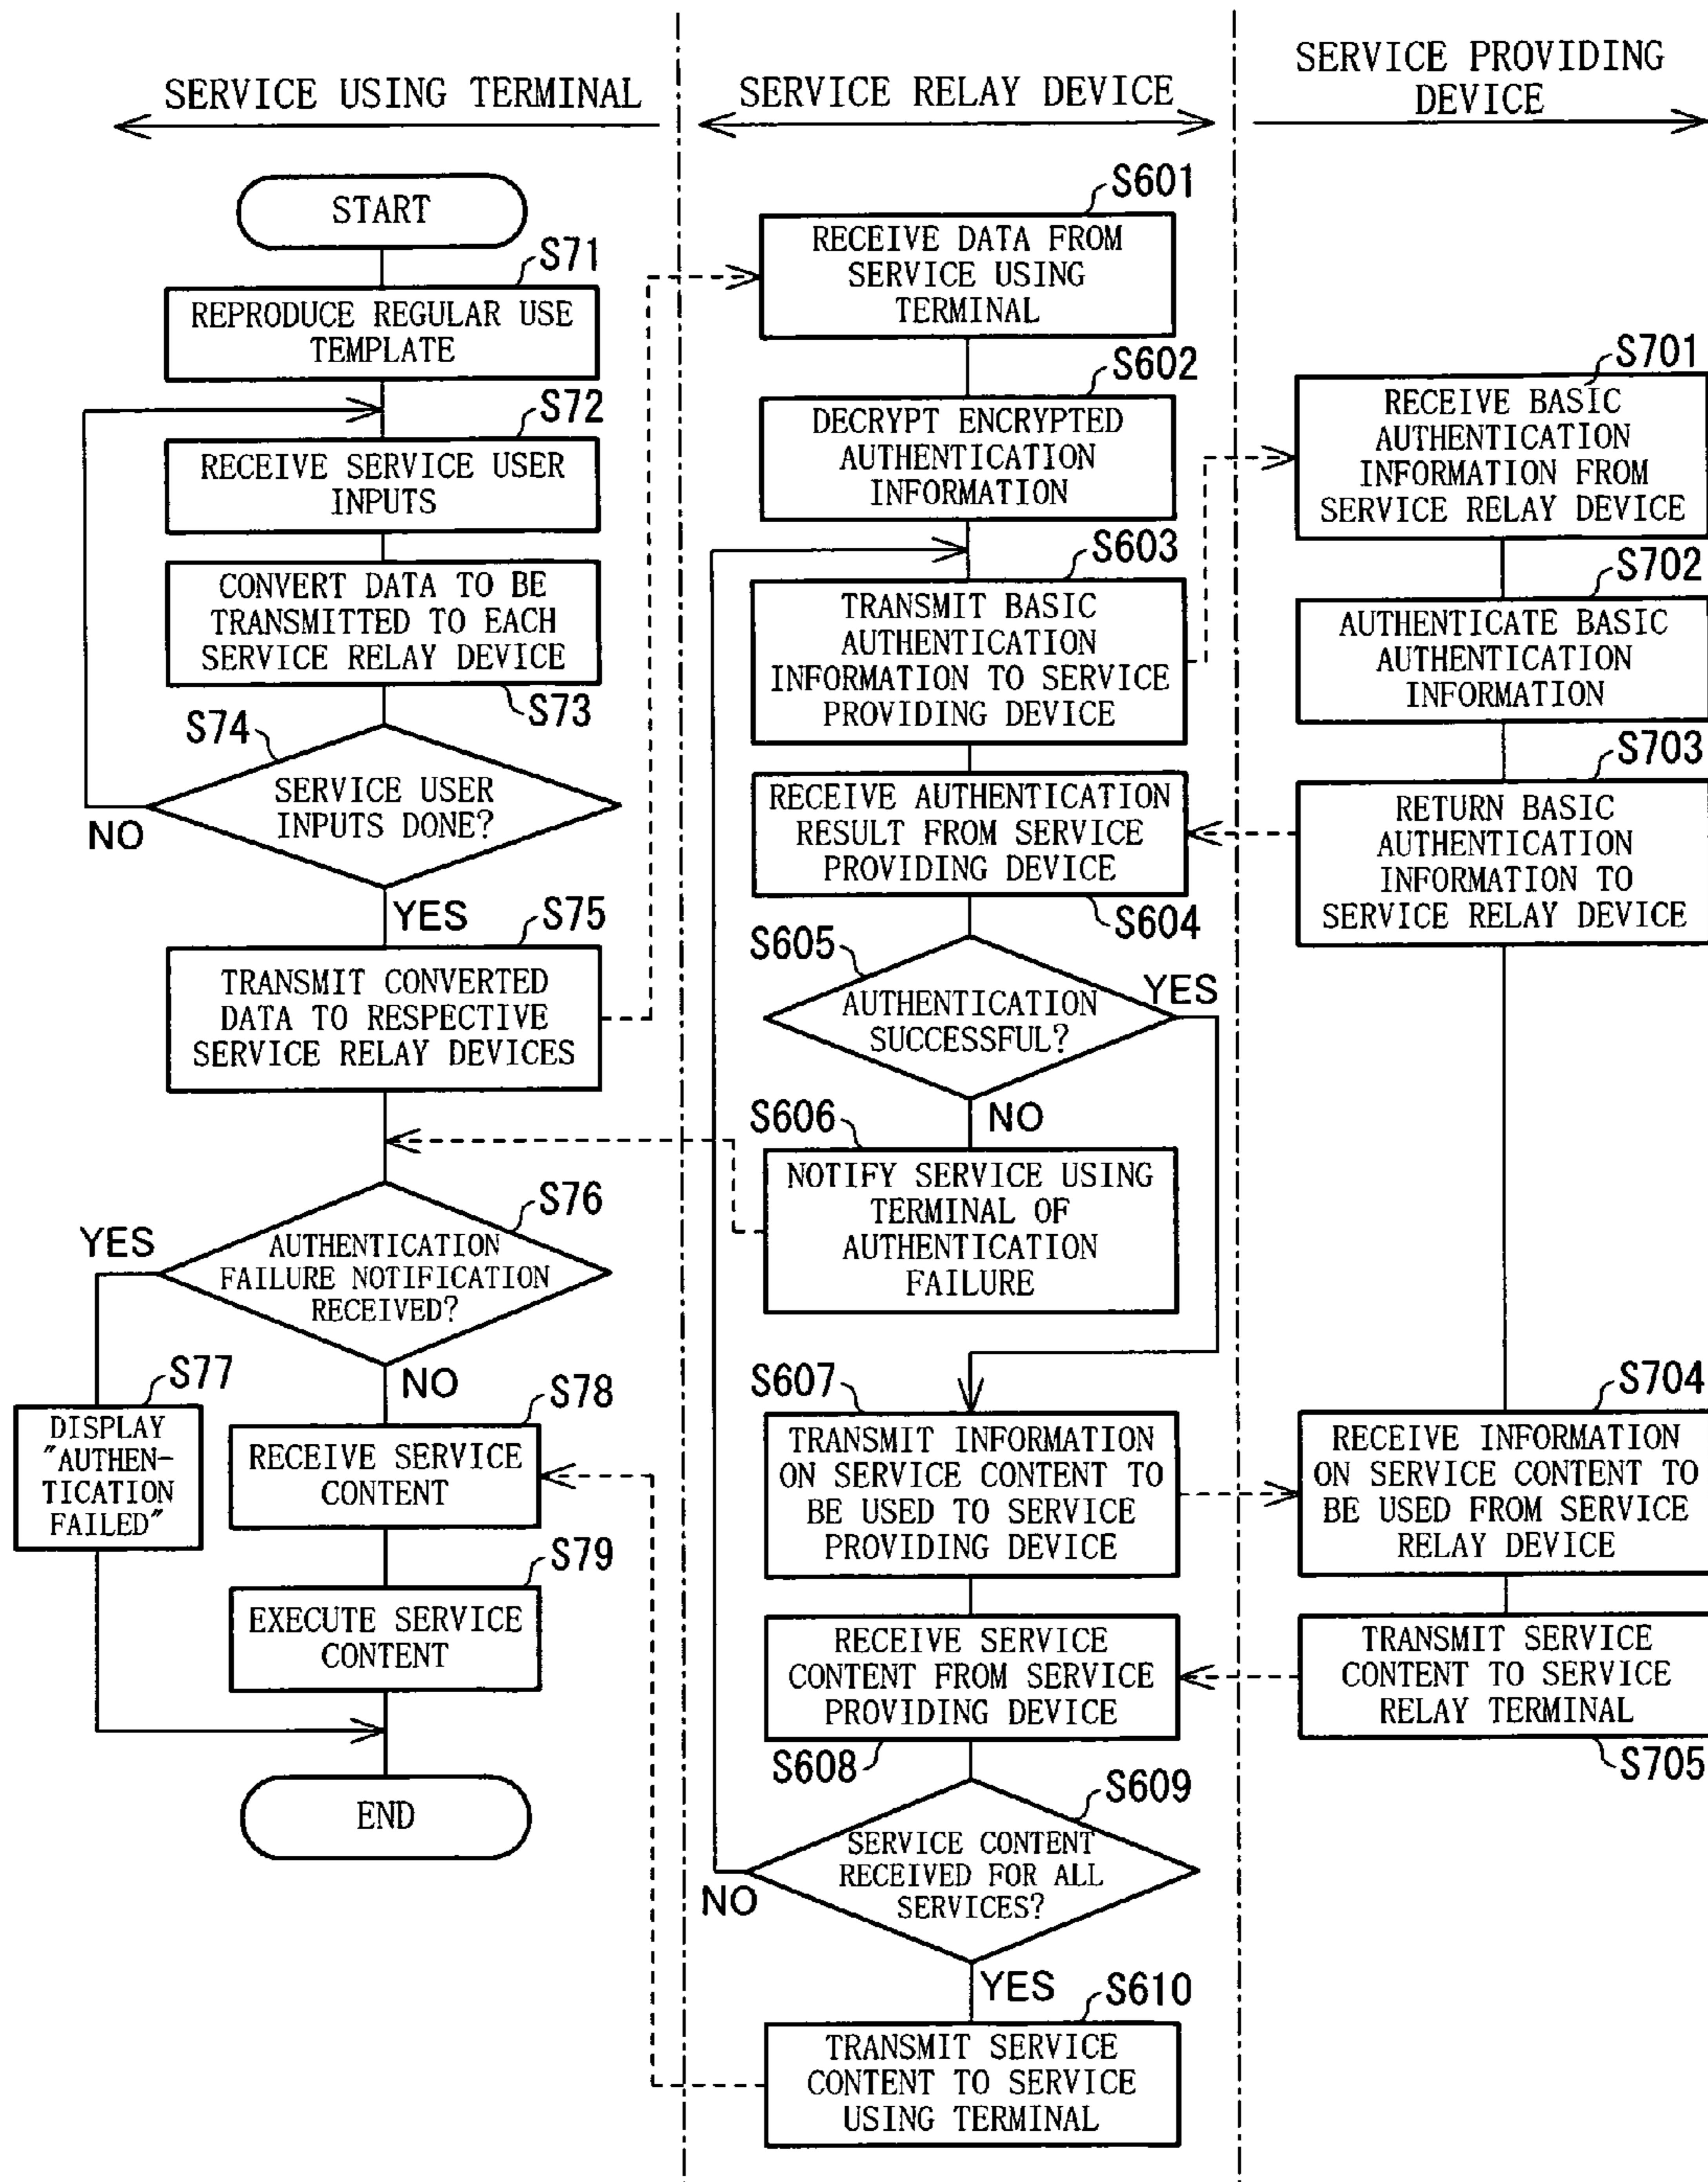 SERVICE USING TERMINAL
START
S71
REPRODUCE REGULAR USE
TEMPLATE
S72
RECEIVE SERVICE USER
INPUTS
CONVERT DATA TO BE
TRANSMITTED TO EACH
SERVICE RELAY DEVICE
S73
S74
SERVICE USER
INPUTS DONE?
NO
YES
S75
TRANSMIT CONVERTED
DATA TO RESPECTIVE
SERVICE RELAY DEVICES
S76
YES
AUTHENTICATION
FAILURE NOTIFICATION
RECEIVED?
NO
S77
DISPLAY
"AUTHEN-
TICATION
FAILED"
S78
RECEIVE SERVICE
CONTENT
S79
EXECUTE SERVICE
CONTENT
END
SERVICE RELAY DEVICE
S601
RECEIVE DATA FROM
SERVICE USING
TERMINAL
S602
DECRYPT ENCRYPTED
AUTHENTICATION
INFORMATION
S603
TRANSMIT BASIC
AUTHENTICATION
INFORMATION TO SERVICE
PROVIDING DEVICE
RECEIVE AUTHENTICATION
RESULT FROM SERVICE
PROVIDING DEVICE
S604
S605
YES
AUTHENTICATION
SUCCESSFUL?
NO
S606
NOTIFY SERVICE USING
TERMINAL OF
AUTHENTICATION
FAILURE
S607
TRANSMIT INFORMATION
ON SERVICE CONTENT TO
BE USED TO SERVICE
PROVIDING DEVICE
RECEIVE SERVICE
CONTENT FROM SERVICE
PROVIDING DEVICE
S608
S609
SERVICE CONTENT
RECEIVED FOR ALL
SERVICES?
NO
YES
S610
TRANSMIT SERVICE
CONTENT TO SERVICE
USING TERMINAL
SERVICE PROVIDING
DEVICE
S701
RECEIVE BASIC
AUTHENTICATION
INFORMATION FROM
SERVICE RELAY DEVICE
S702
AUTHENTICATE BASIC
AUTHENTICATION
INFORMATION
S703
RETURN BASIC
AUTHENTICATION
INFORMATION TO
SERVICE RELAY DEVICE
S704
RECEIVE INFORMATION
ON SERVICE CONTENT TO
BE USED FROM SERVICE
RELAY DEVICE
TRANSMIT SERVICE
CONTENT TO SERVICE
RELAY TERMINAL
S705